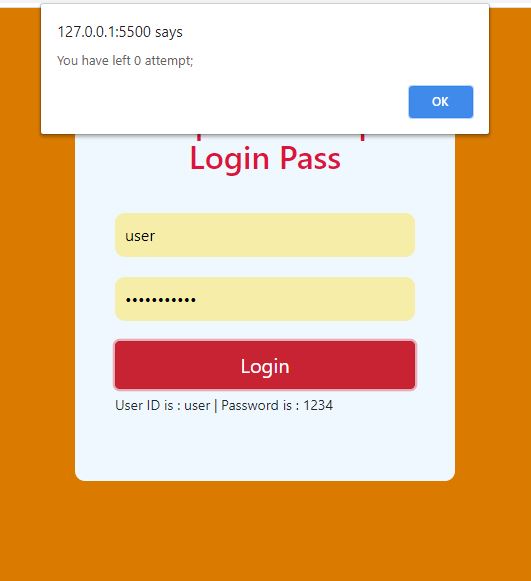 127.0.0.1:5500 says
You have left 0 attempt;
OK
Login Pass
user
•••••••••••
Login
User ID is : user | Password is : 1234